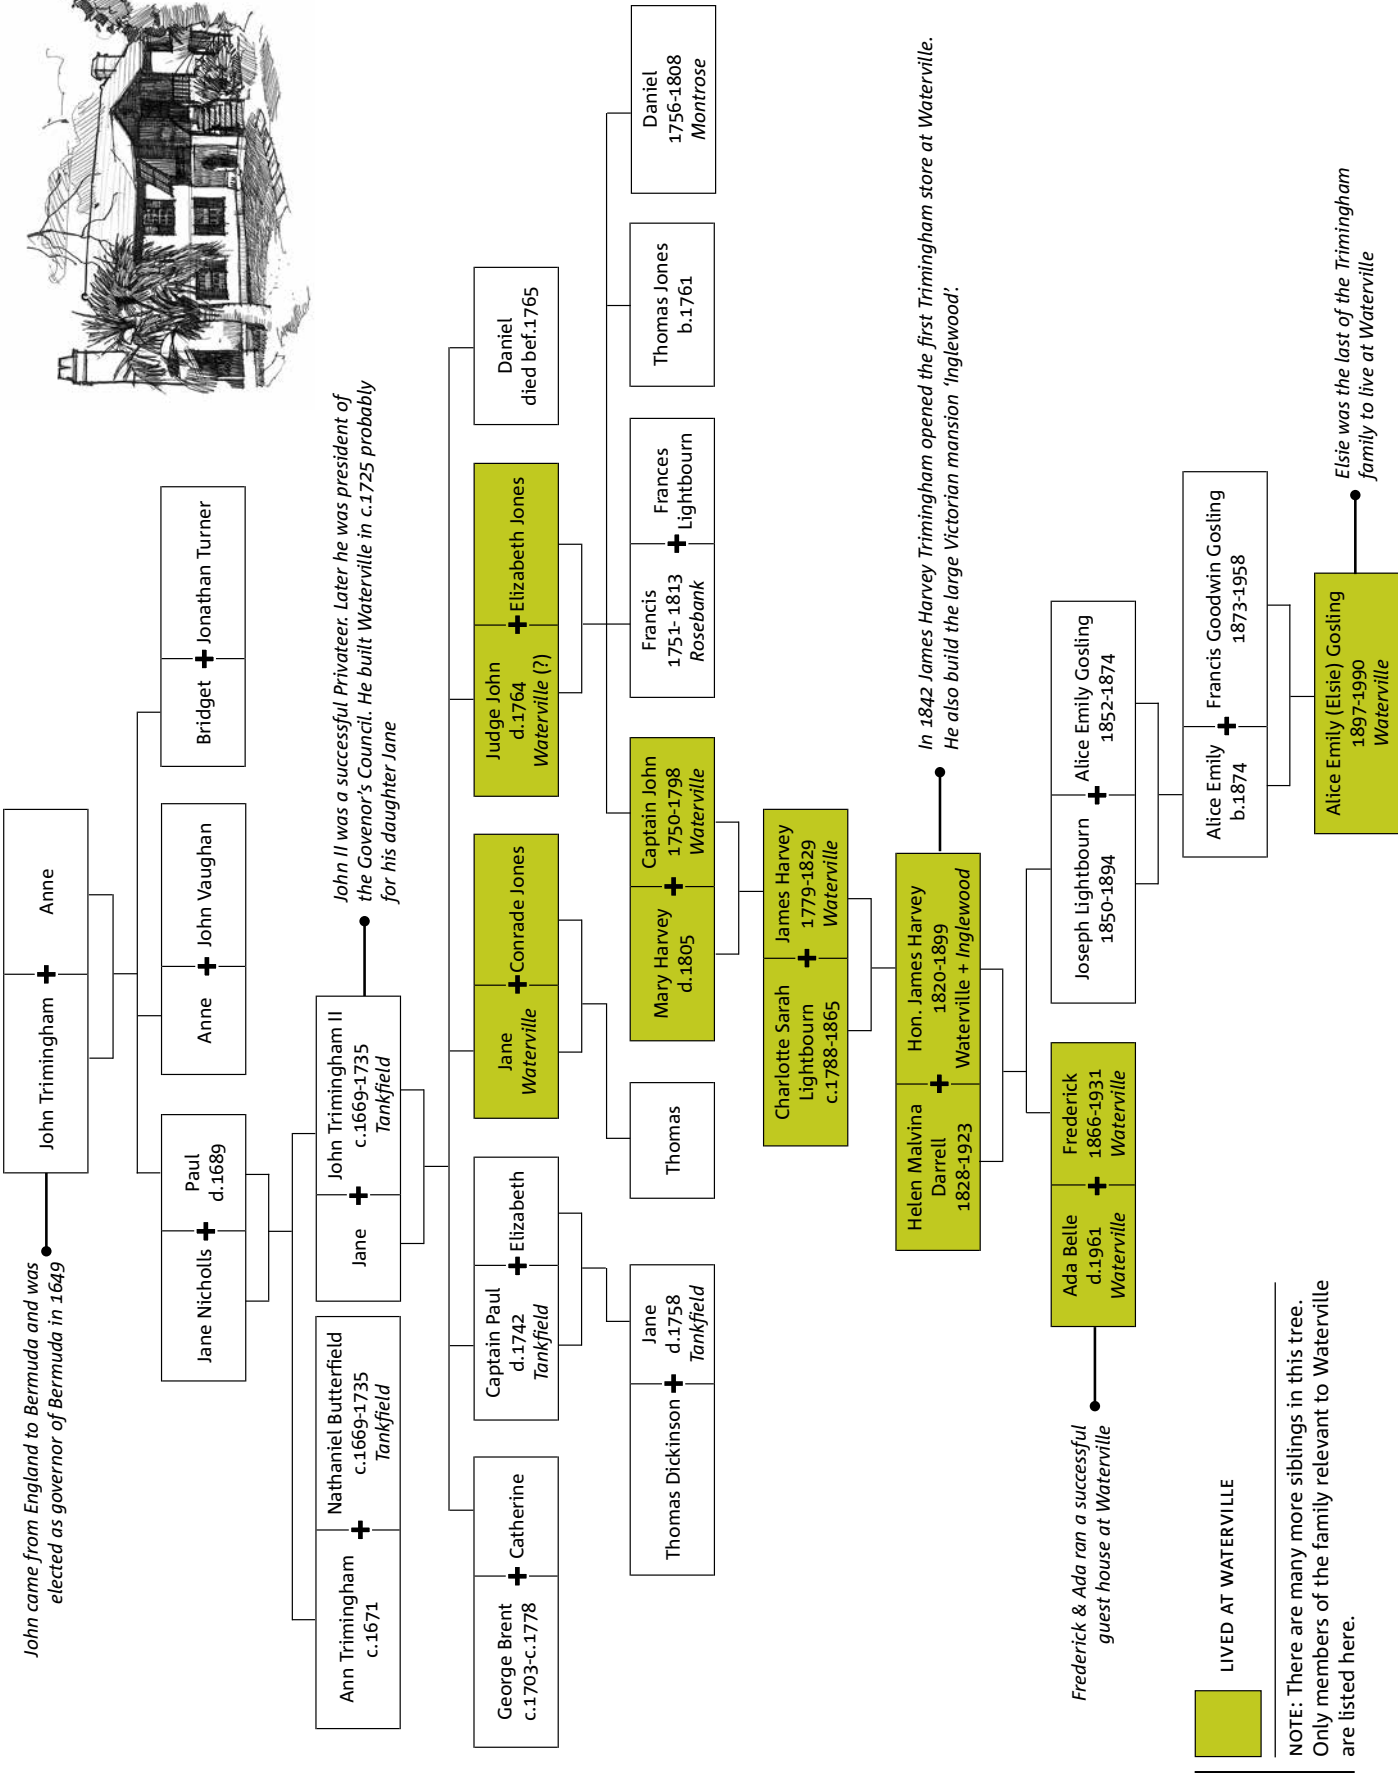 John came from England to Bermuda and was
elected as governor of Bermuda in 1649
John Trimingham
Anne
Jane Nicholls
Paul
d.1689
Anne
John Vaughan
Bridget
Jonathan Turner
Ann Trimingham
c.1671
Nathaniel Butterfield
c.1669-1735
Tankfield
Jane
John Trimingham II
c.1669-1735
Tankfield
John II was a successful Privateer. Later he was president of
the Govenor's Council. He built Waterville in c.1725 probably
for his daughter Jane
George Brent
c.1703-c.1778
Catherine
Captain Paul
d.1742
Tankfield
Elizabeth
Jane
Waterville
Conrade Jones
Judge John
d.1764
Waterville (?)
Elizabeth Jones
Daniel
died bef.1765
Thomas Dickinson
Jane
d.1758
Tankfield
Thomas
Mary Harvey
d.1805
Captain John
1750-1798
Waterville
Francis
1751- 1813
Rosebank
Frances
Lightbourn
Thomas Jones
b.1761
Daniel
1756-1808
Montrose
Charlotte Sarah
Lightbourn
c.1788-1865
James Harvey
1779-1829
Waterville
Helen Malvina
Darrell
1828-1923
Hon. James Harvey
1820-1899
Waterville + Inglewood
In 1842 James Harvey Trimingham opened the first Trimingham store at Waterville.
He also build the large Victorian mansion 'Inglewood'.
Frederick & Ada ran a successful
guest house at Waterville
Ada Belle
d.1961
Waterville
Frederick
1866-1931
Waterville
Joseph Lightbourn
1850-1894
Alice Emily Gosling
1852-1874
Alice Emily
b.1874
Francis Goodwin Gosling
1873-1958
Alice Emily (Elsie) Gosling
1897-1990
Waterville
Elsie was the last of the Trimingham
family to live at Waterville
LIVED AT WATERVILLE
NOTE: There are many more siblings in this tree.
Only members of the family relevant to Waterville
are listed here.